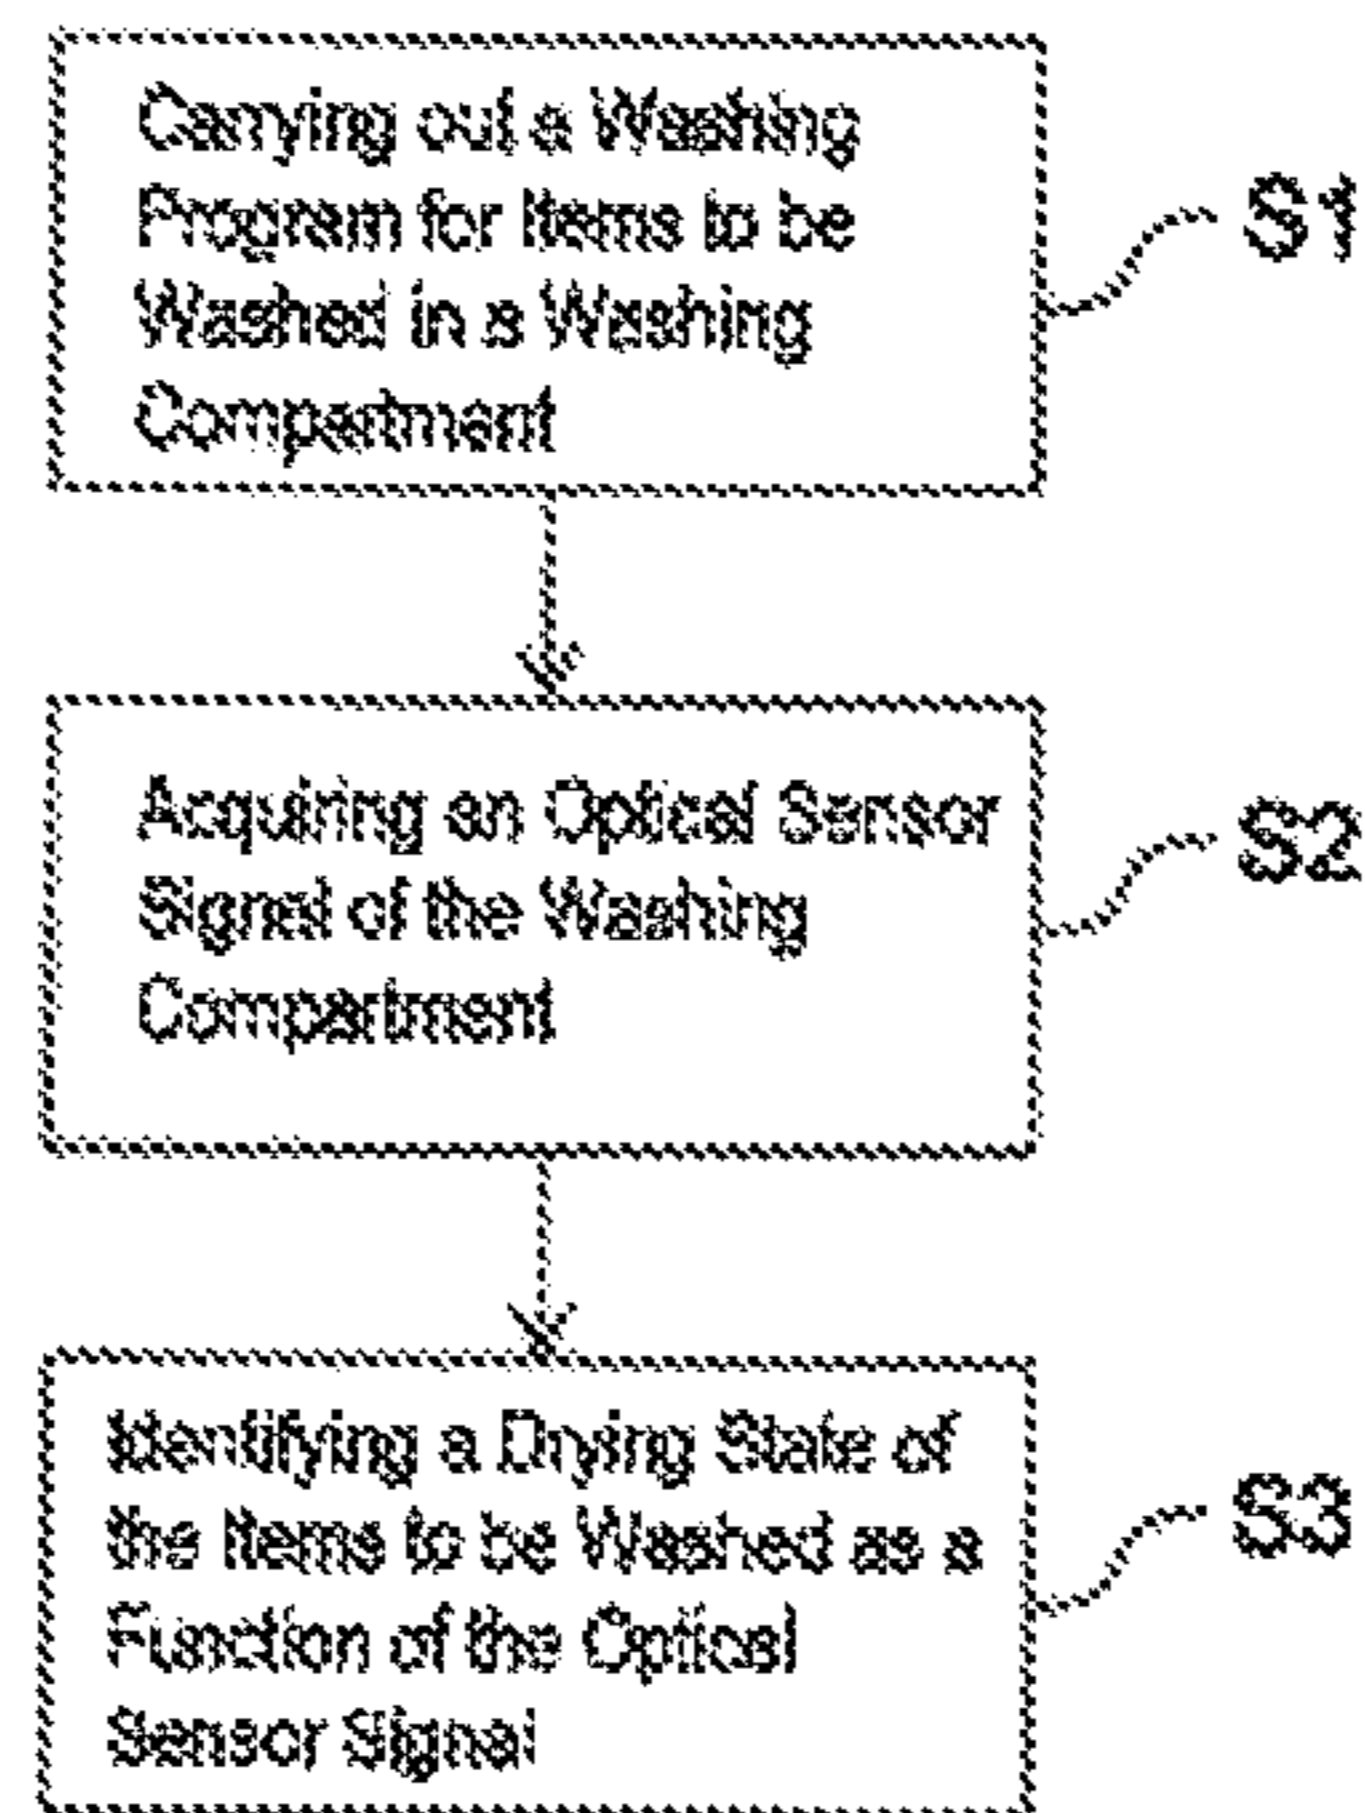 Carrying out a Washing
Program for Items to be
Washed in a Washing
Compartment
S1
Acquiring an Optical Sensor
Signal of the Washing
Compartment
S2
Identifying a Drying State of
the Items to be Washed as a
Function of the Optical
Sensor Signal
S3